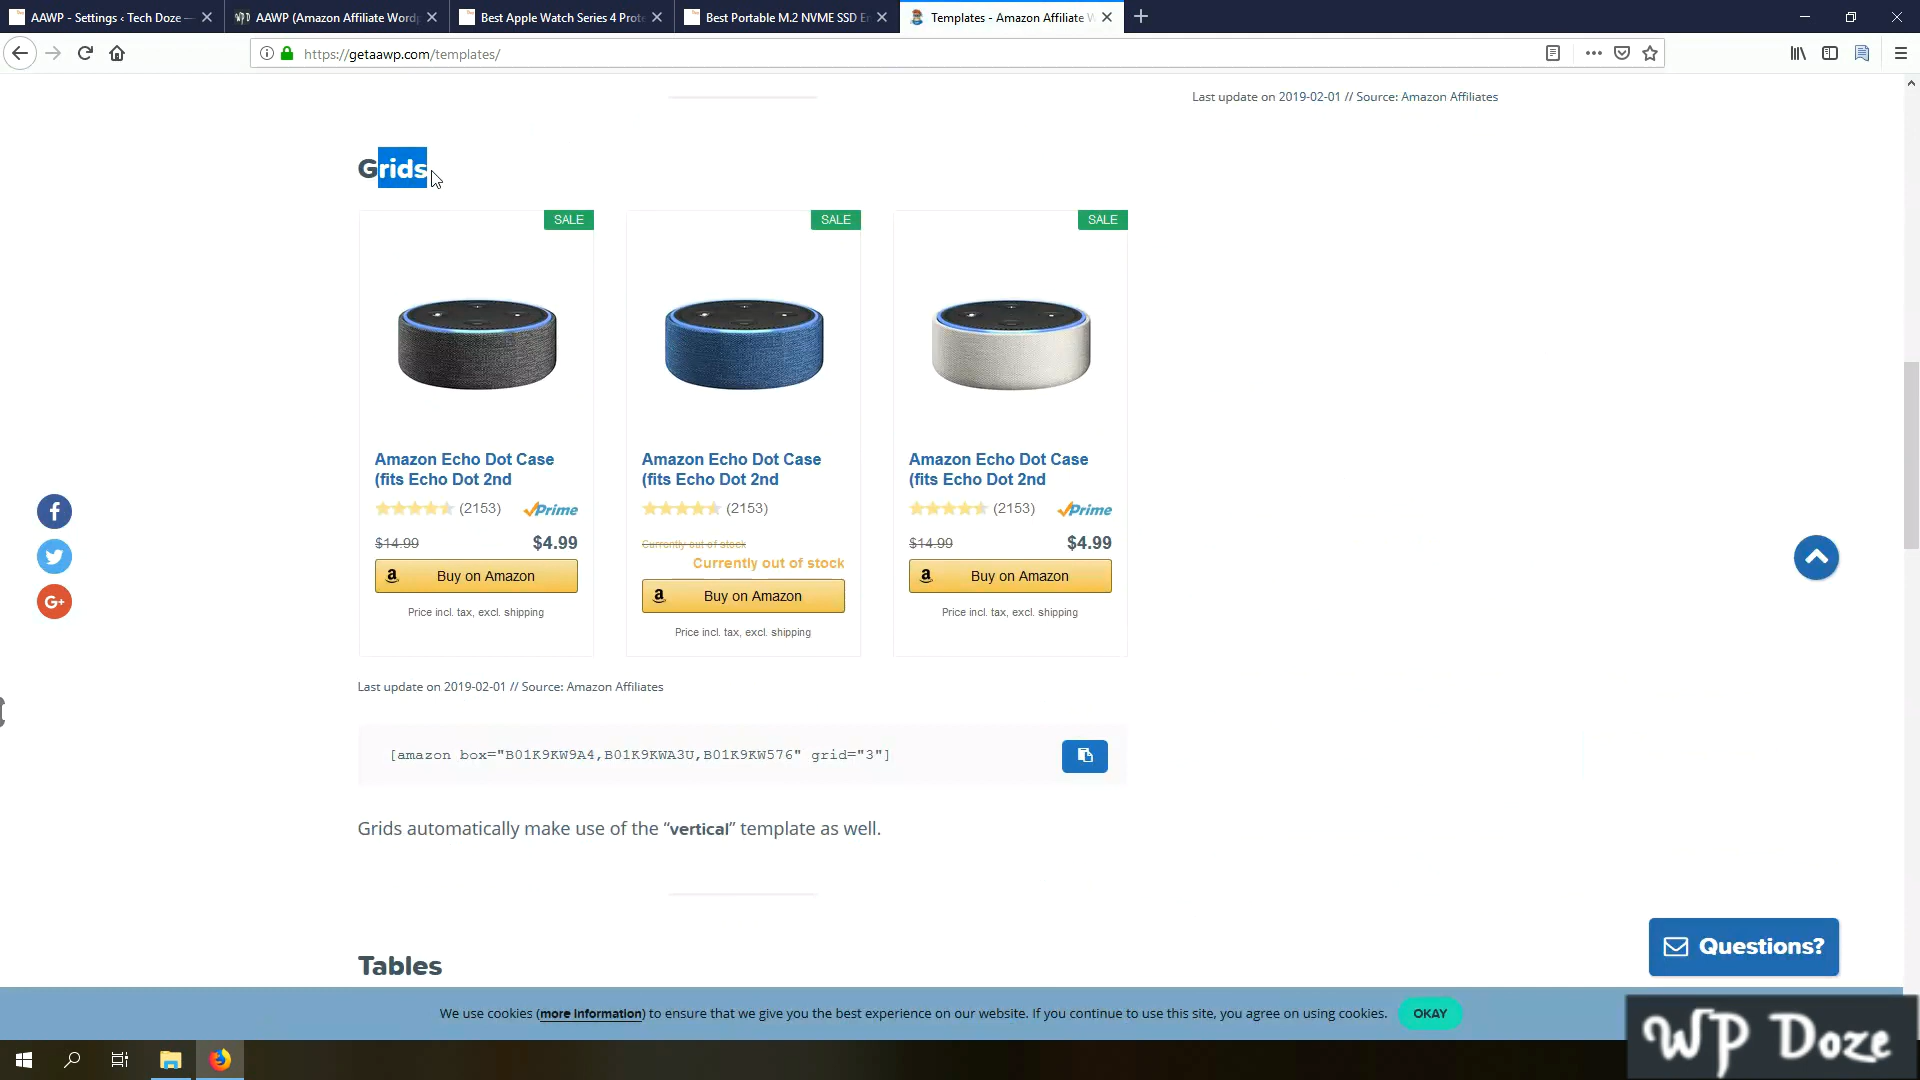 AAWP - Settings ‹ Tech Doze —
AAWP (Amazon Affiliate Wordp
Best Apple Watch Series 4 Prote
Best Portable M.2 NVME SSD En
Templates - Amazon Affiliate W
https://getaawp.com/templates/
Last update on 2019-02-01 // Source: Amazon Affiliates
Grids
SALE
SALE
SALE
Amazon Echo Dot Case
(fits Echo Dot 2nd
(2153) Prime
$14.99 $4.99
Buy on Amazon
Price incl. tax, excl. shipping
Amazon Echo Dot Case
(fits Echo Dot 2nd
(2153)
Currently out of stock
Currently out of stock
Buy on Amazon
Price incl. tax, excl. shipping
Amazon Echo Dot Case
(fits Echo Dot 2nd
(2153) Prime
$14.99 $4.99
Buy on Amazon
Price incl. tax, excl. shipping
Last update on 2019-02-01 // Source: Amazon Affiliates
[amazon box="B01K9KW9A4,B01K9KWA3U,B01K9KW576" grid="3"]
Grids automatically make use of the “vertical” template as well.
Tables
Questions?
We use cookies (more information) to ensure that we give you the best experience on our website. If you continue to use this site, you agree on using cookies. OKAY
WP Doze